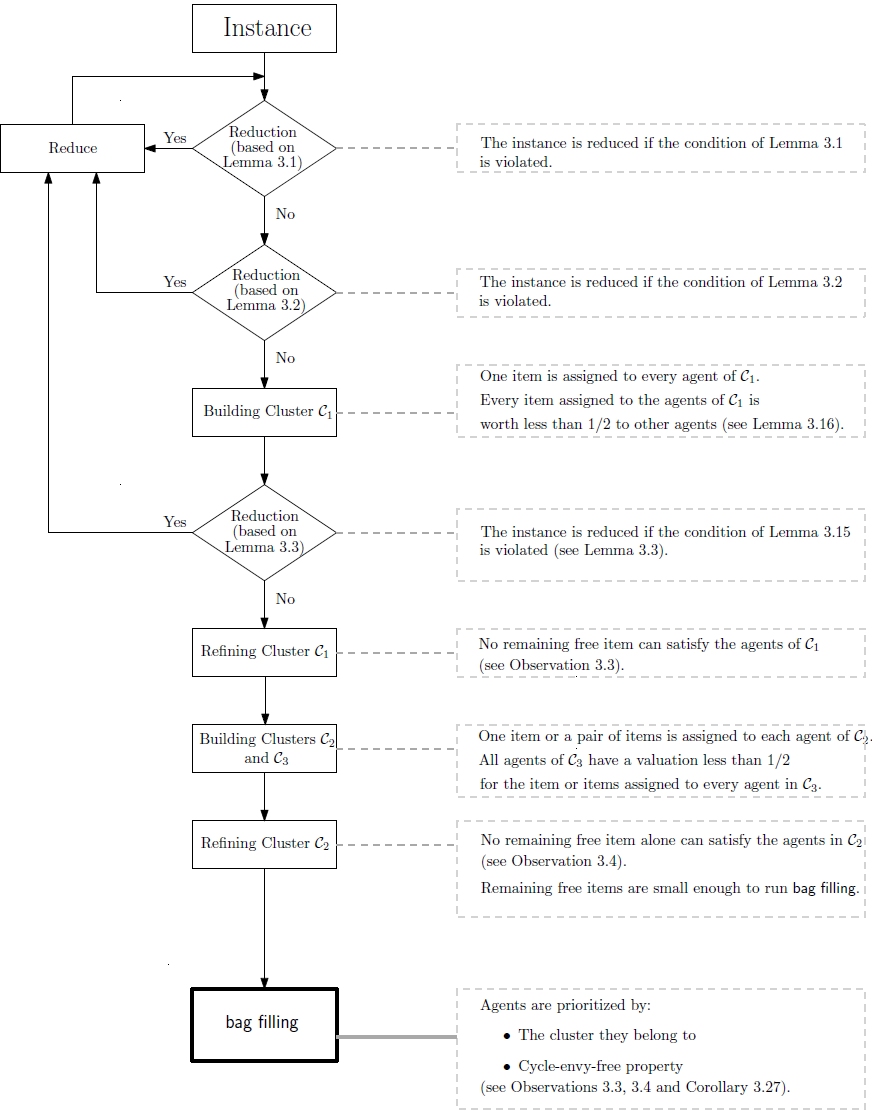 Instance
Reduction
(based on
Lemma 3.1)
Yes
Reduce
The instance is reduced if the condition of Lemma 3.1
is violated.
No
Reduction
(based on
Lemma 3.2)
Yes
The instance is reduced if the condition of Lemma 3.2
is violated.
No
Building Cluster 𝒞₁
One item is assigned to every agent of 𝒞₁.
Every item assigned to the agents of 𝒞₁ is
worth less than 1/2 to other agents (see Lemma 3.16).
Reduction
(based on
Lemma 3.3)
Yes
The instance is reduced if the condition of Lemma 3.15
is violated (see Lemma 3.3).
No
Refining Cluster 𝒞₁
No remaining free item can satisfy the agents of 𝒞₁
(see Observation 3.3).
Building Clusters 𝒞₂
and 𝒞₃
One item or a pair of items is assigned to each agent of 𝒞₂.
All agents of 𝒞₃ have a valuation less than 1/2
for the item or items assigned to every agent in 𝒞₃.
Refining Cluster 𝒞₂
No remaining free item alone can satisfy the agents in 𝒞₂
(see Observation 3.4).
Remaining free items are small enough to run bag filling.
bag filling
Agents are prioritized by:
• The cluster they belong to
• Cycle-envy-free property
(see Observations 3.3, 3.4 and Corollary 3.27).